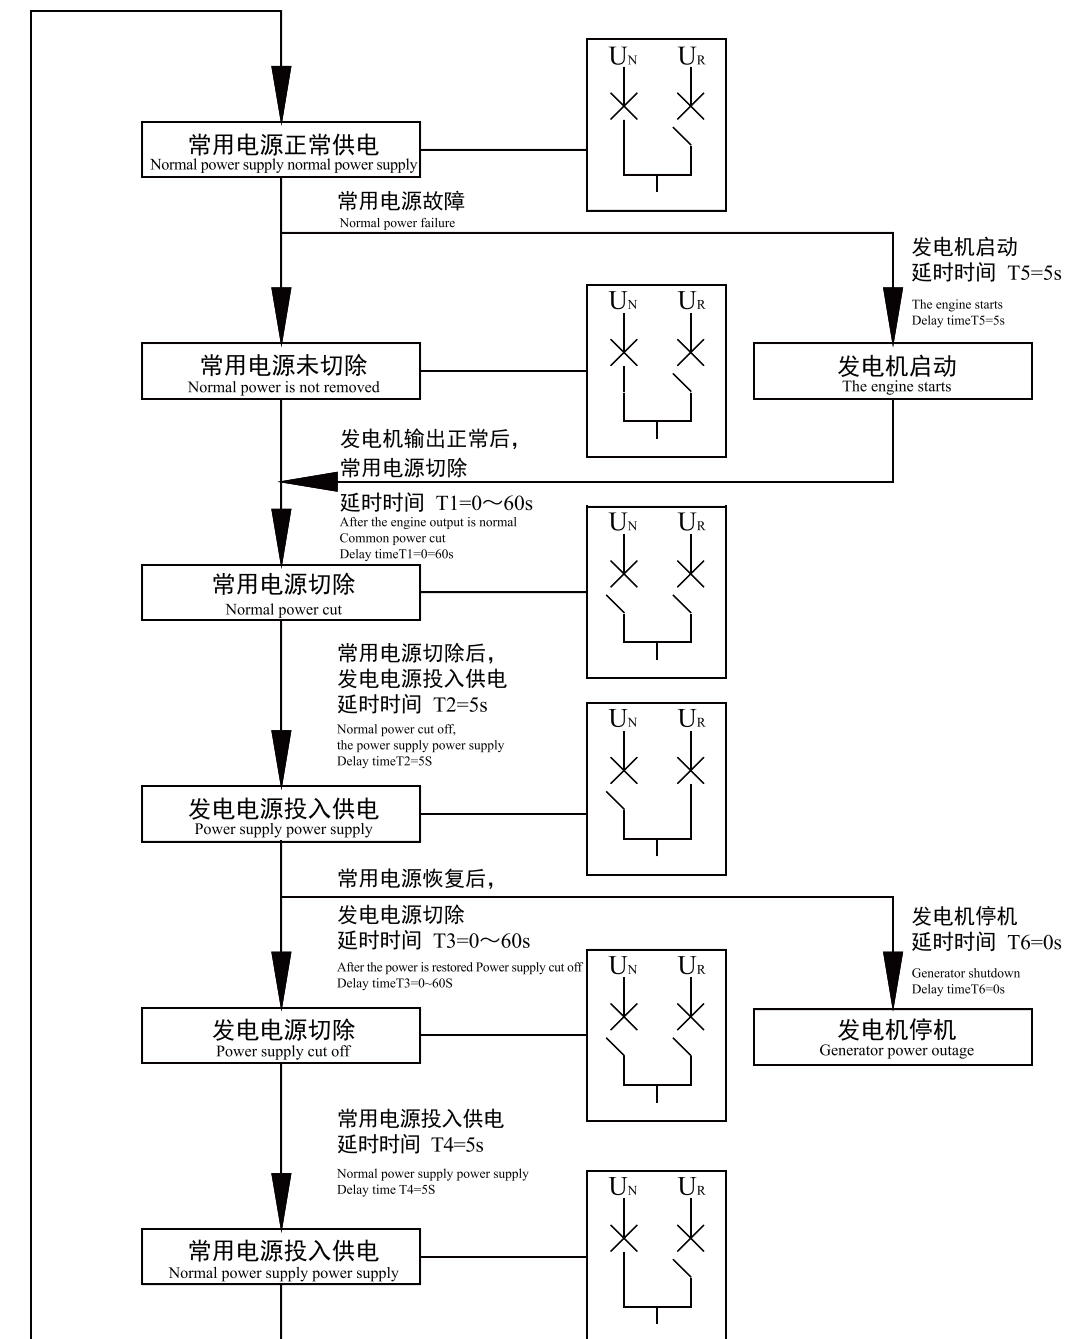 UN UR
常用电源正常供电
Normal power supply normal power supply
常用电源故障
Normal power failure
发电机启动
延时时间 T5=5s
The engine starts
Delay timeT5=5s
UN UR
常用电源未切除
Normal power is not removed
发电机启动
The engine starts
发电机输出正常后，
常用电源切除
延时时间 T1=0～60s
After the engine output is normal
Common power cut
Delay timeT1=0=60s
UN UR
常用电源切除
Normal power cut
常用电源切除后，
发电电源投入供电
延时时间 T2=5s
Normal power cut off,
the power supply power supply
Delay timeT2=5S
UN UR
发电电源投入供电
Power supply power supply
常用电源恢复后，
发电电源切除
延时时间 T3=0～60s
After the power is restored Power supply cut off
Delay timeT3=0~60S
发电机停机
延时时间 T6=0s
Generator shutdown
Delay timeT6=0s
UN UR
发电电源切除
Power supply cut off
发电机停机
Generator power outage
常用电源投入供电
延时时间 T4=5s
Normal power supply power supply
Delay time T4=5S
UN UR
常用电源投入供电
Normal power supply power supply